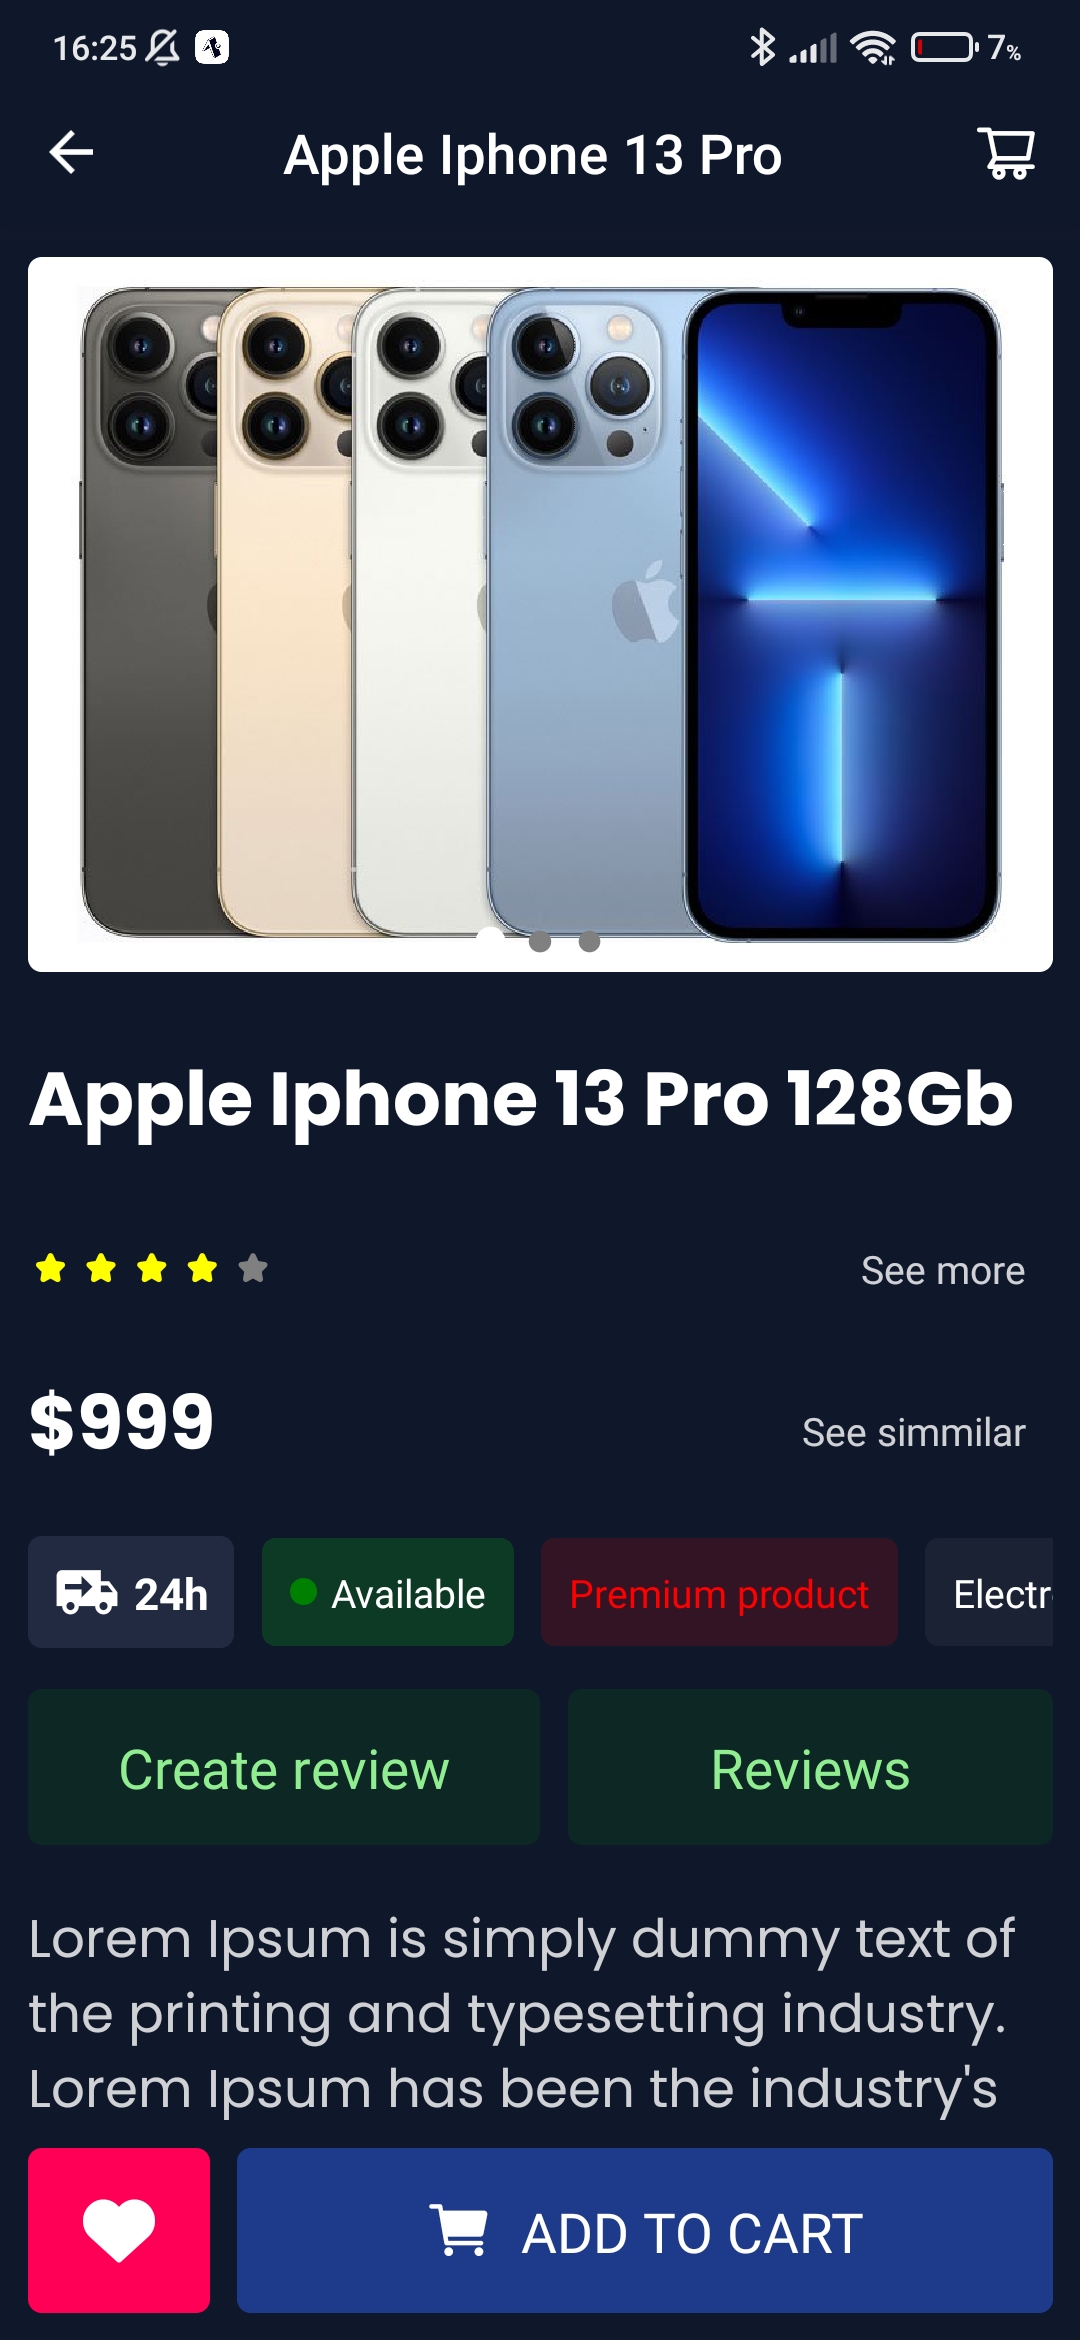 16:25 7%
Apple Iphone 13 Pro
Apple Iphone 13 Pro 128Gb
See more
$999 See simmilar
24h Available Premium product Electr
Create review Reviews
Lorem Ipsum is simply dummy text of
the printing and typesetting industry.
Lorem Ipsum has been the industry's
ADD TO CART